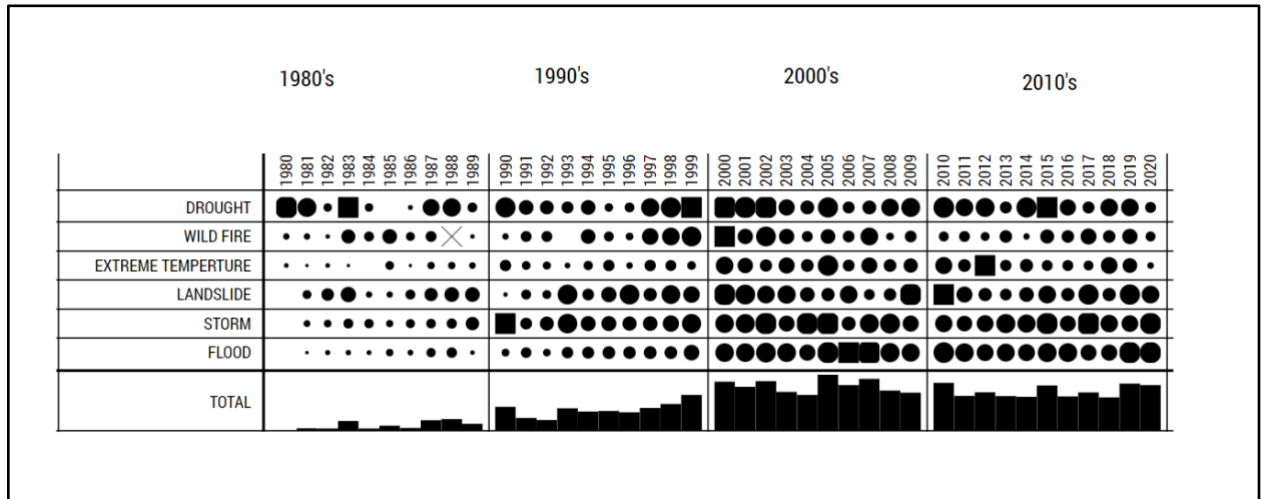 1980's 1990's 2000's 2010's
1980 1981 1982 1983 1984 1985 1986 1987 1988 1989 1990 1991 1992 1993 1994 1995 1996 1997 1998 1999 2000 2001 2002 2003 2004 2005 2006 2007 2008 2009 2010 2011 2012 2013 2014 2015 2016 2017 2018 2019 2020
DROUGHT
WILD FIRE
EXTREME TEMPERTURE
LANDSLIDE
STORM
FLOOD
TOTAL